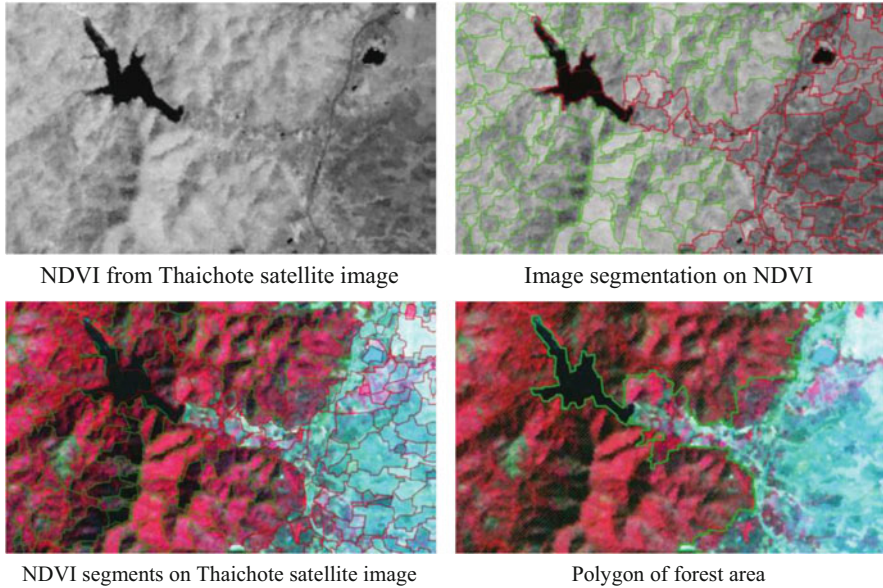 NDVI from Thaichote satellite image
Image segmentation on NDVI
NDVI segments on Thaichote satellite image
Polygon of forest area